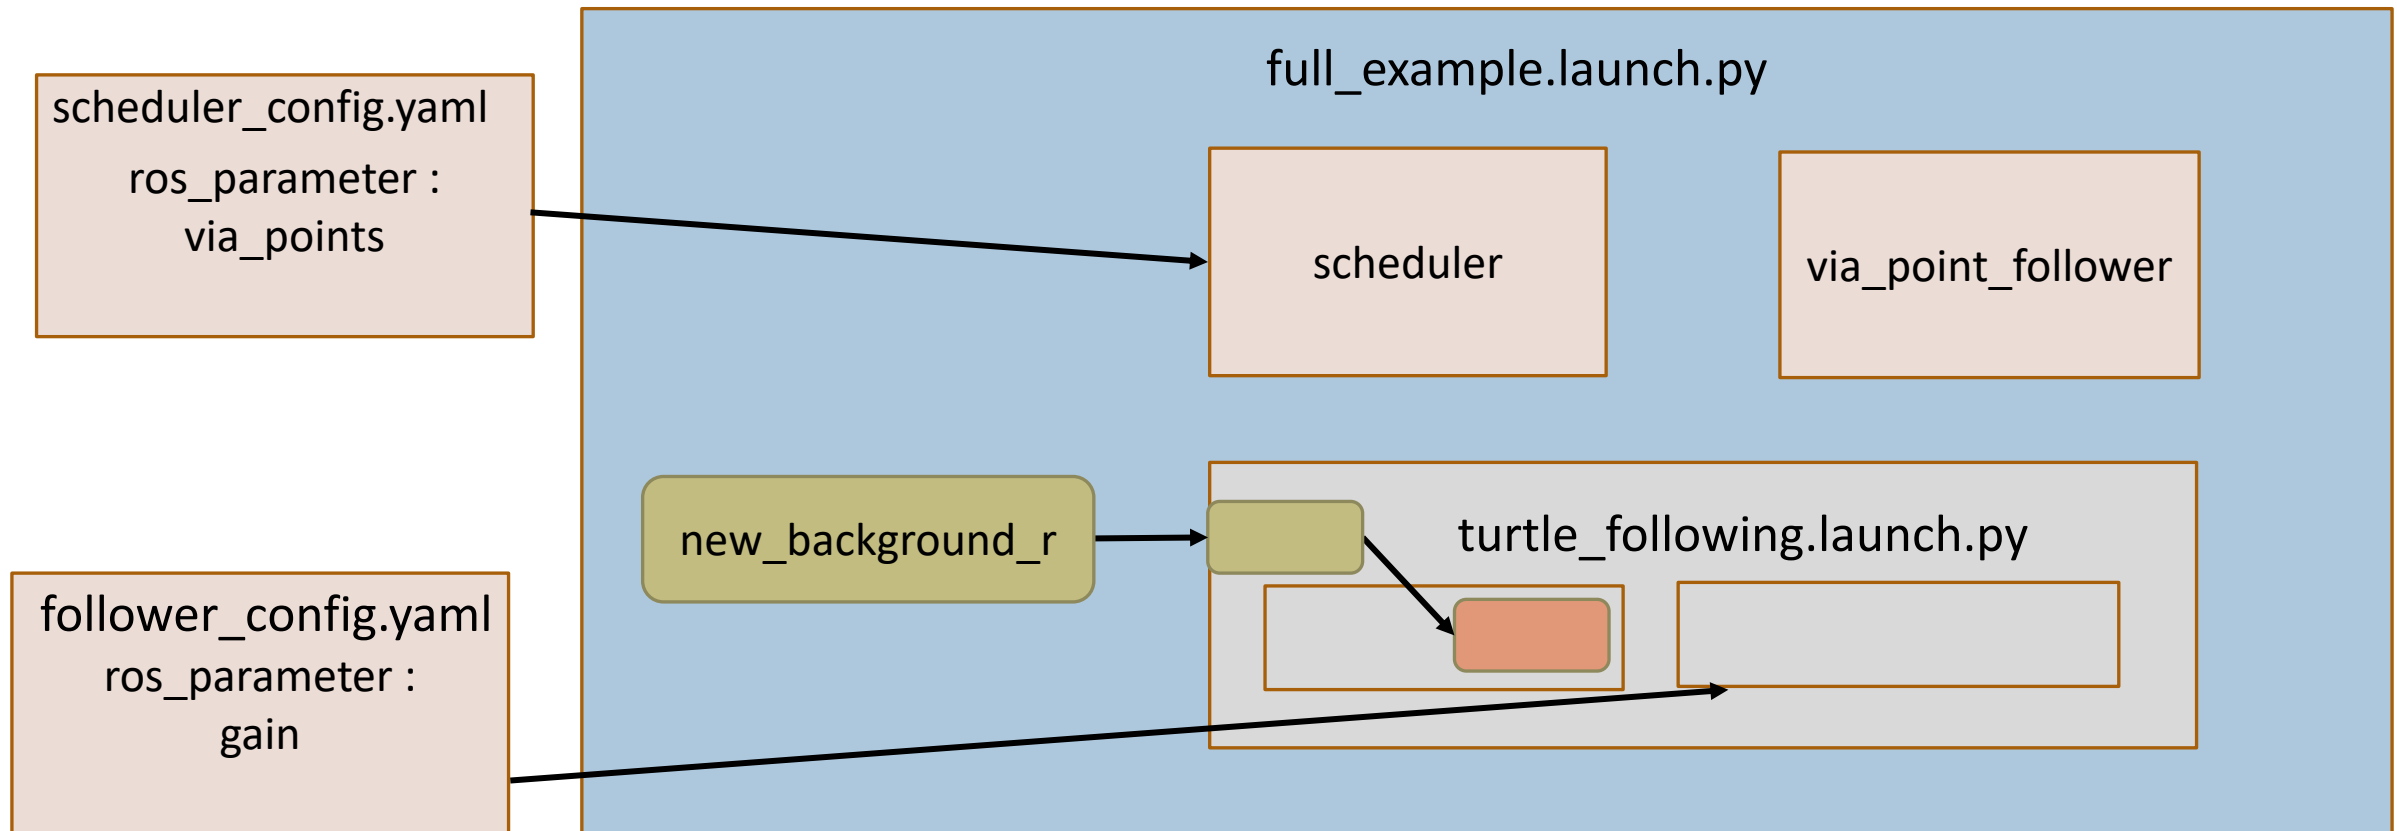 full_example.launch.py
scheduler_config.yaml
ros_parameter :
via_points
scheduler
via_point_follower
new_background_r
turtle_following.launch.py
follower_config.yaml
ros_parameter :
gain